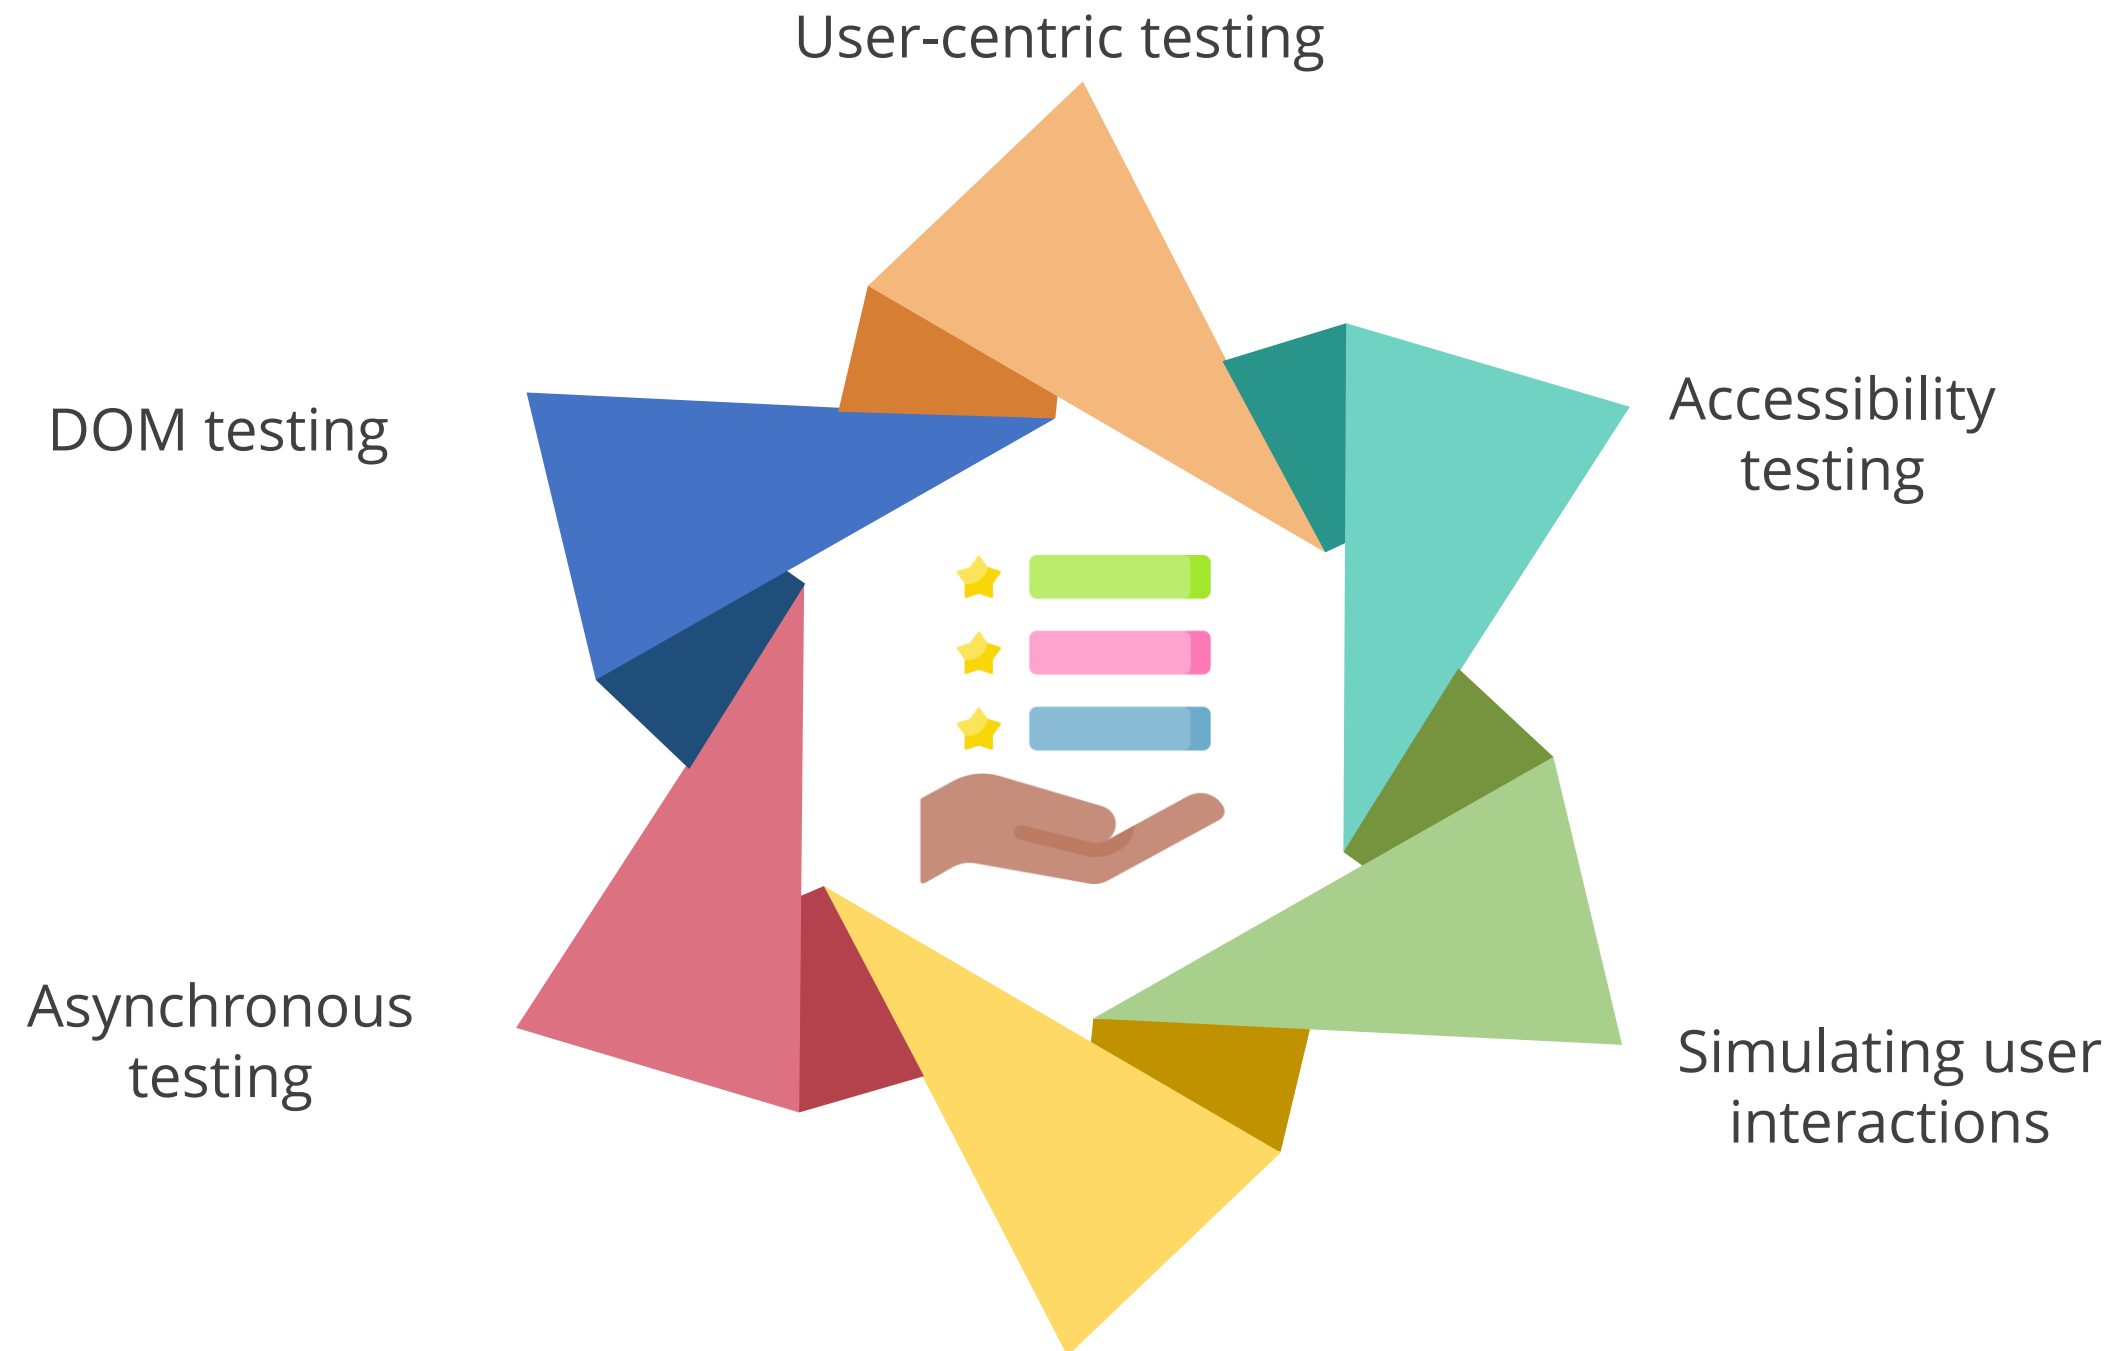 User-centric testing
Accessibility
testing
DOM testing
Asynchronous
testing
Simulating user
interactions